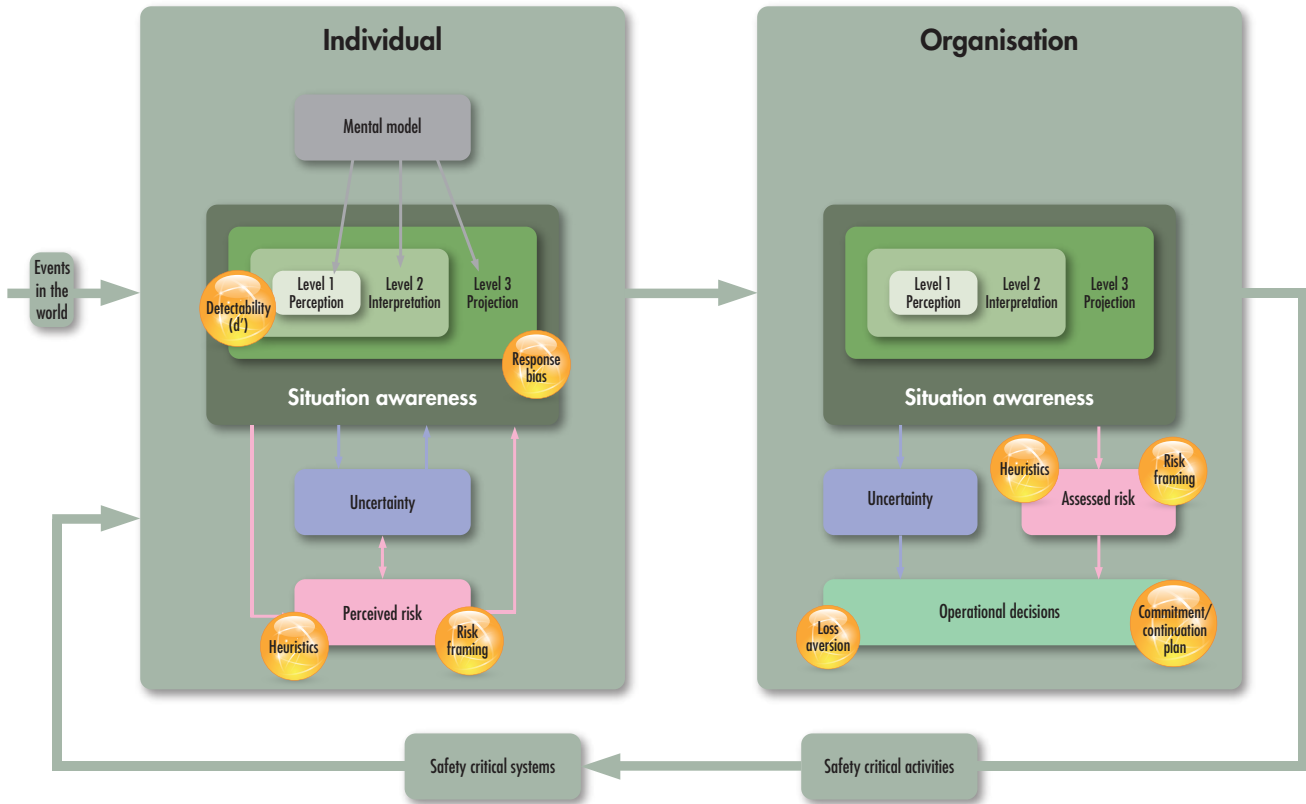 Individual
Mental model
Events
in the
world
Level 1
Perception
Level 2
Interpretation
Level 3
Projection
Detectability
(d′)
Response
bias
Situation awareness
Uncertainty
Perceived risk
Heuristics
Risk
framing
Organisation
Level 1
Perception
Level 2
Interpretation
Level 3
Projection
Situation awareness
Heuristics
Risk
framing
Uncertainty
Assessed risk
Operational decisions
Loss
aversion
Commitment/
continuation
plan
Safety critical systems
Safety critical activities